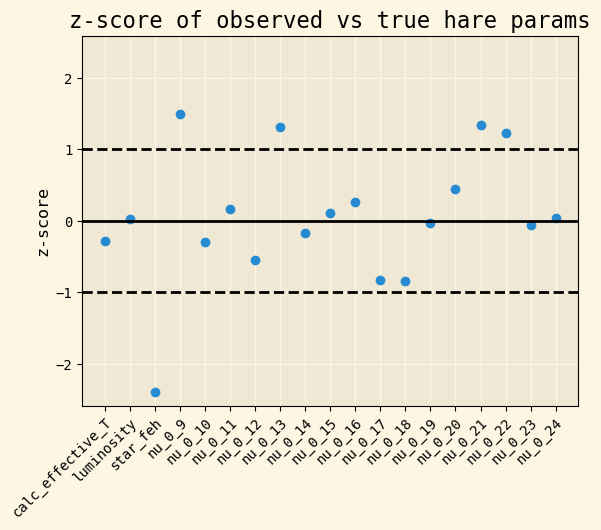 z-score of observed vs true hare params
z-score
2
1
0
−1
−2
calc_effective_T
luminosity
star_feh
nu_0_9
nu_0_10
nu_0_11
nu_0_12
nu_0_13
nu_0_14
nu_0_15
nu_0_16
nu_0_17
nu_0_18
nu_0_19
nu_0_20
nu_0_21
nu_0_22
nu_0_23
nu_0_24